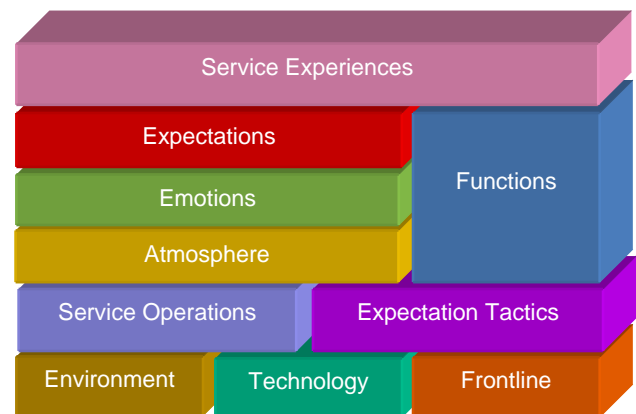 Service Experiences
Expectations
Functions
Emotions
Atmosphere
Service Operations
Expectation Tactics
Environment
Technology
Frontline